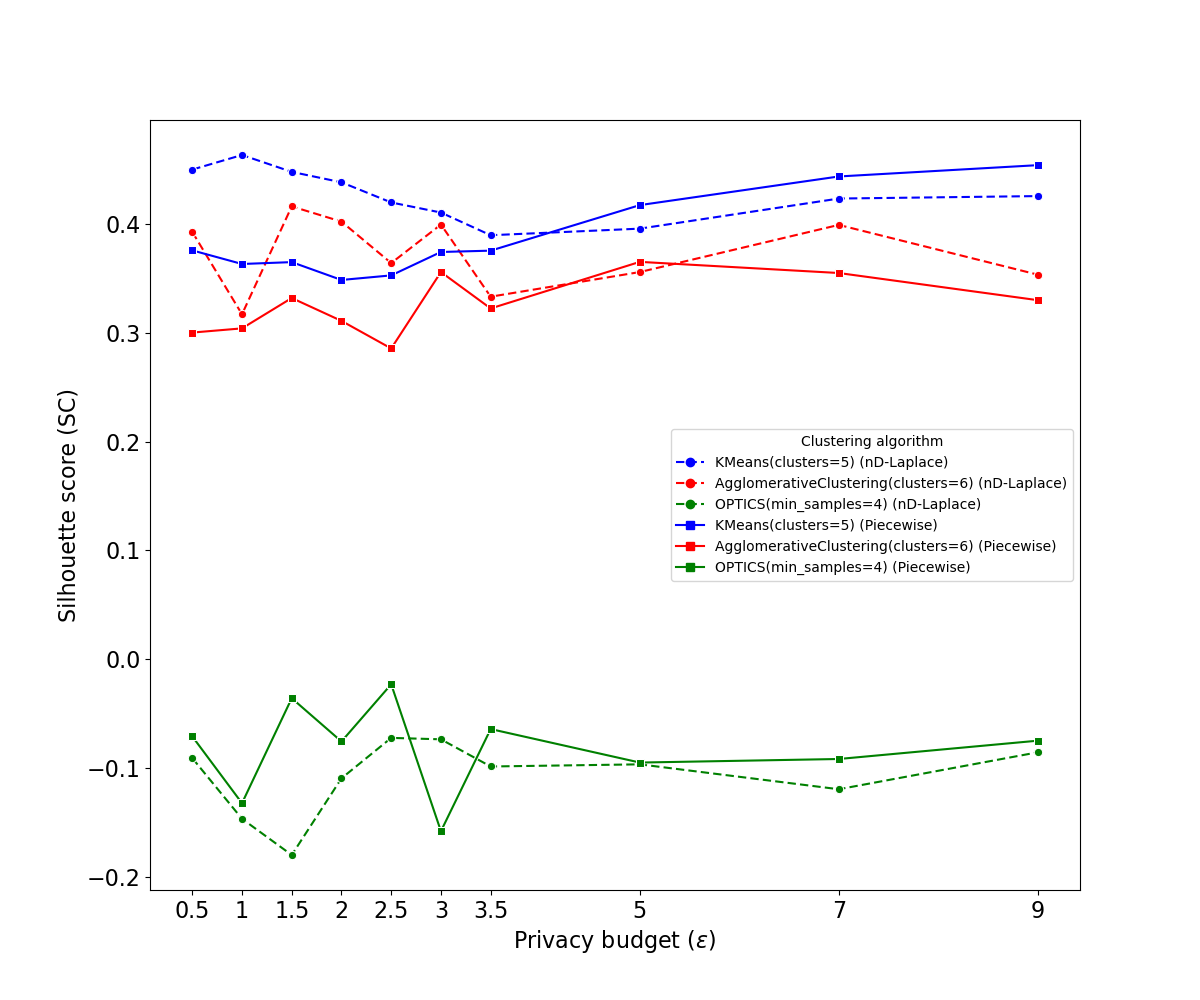 Silhouette score (SC)
0.4
0.3
0.2
0.1
0.0
−0.1
−0.2
Clustering algorithm
KMeans(clusters=5) (nD-Laplace)
AgglomerativeClustering(clusters=6) (nD-Laplace)
OPTICS(min_samples=4) (nD-Laplace)
KMeans(clusters=5) (Piecewise)
AgglomerativeClustering(clusters=6) (Piecewise)
OPTICS(min_samples=4) (Piecewise)
0.5 1 1.5 2 2.5 3 3.5 5 7 9
Privacy budget (ε)